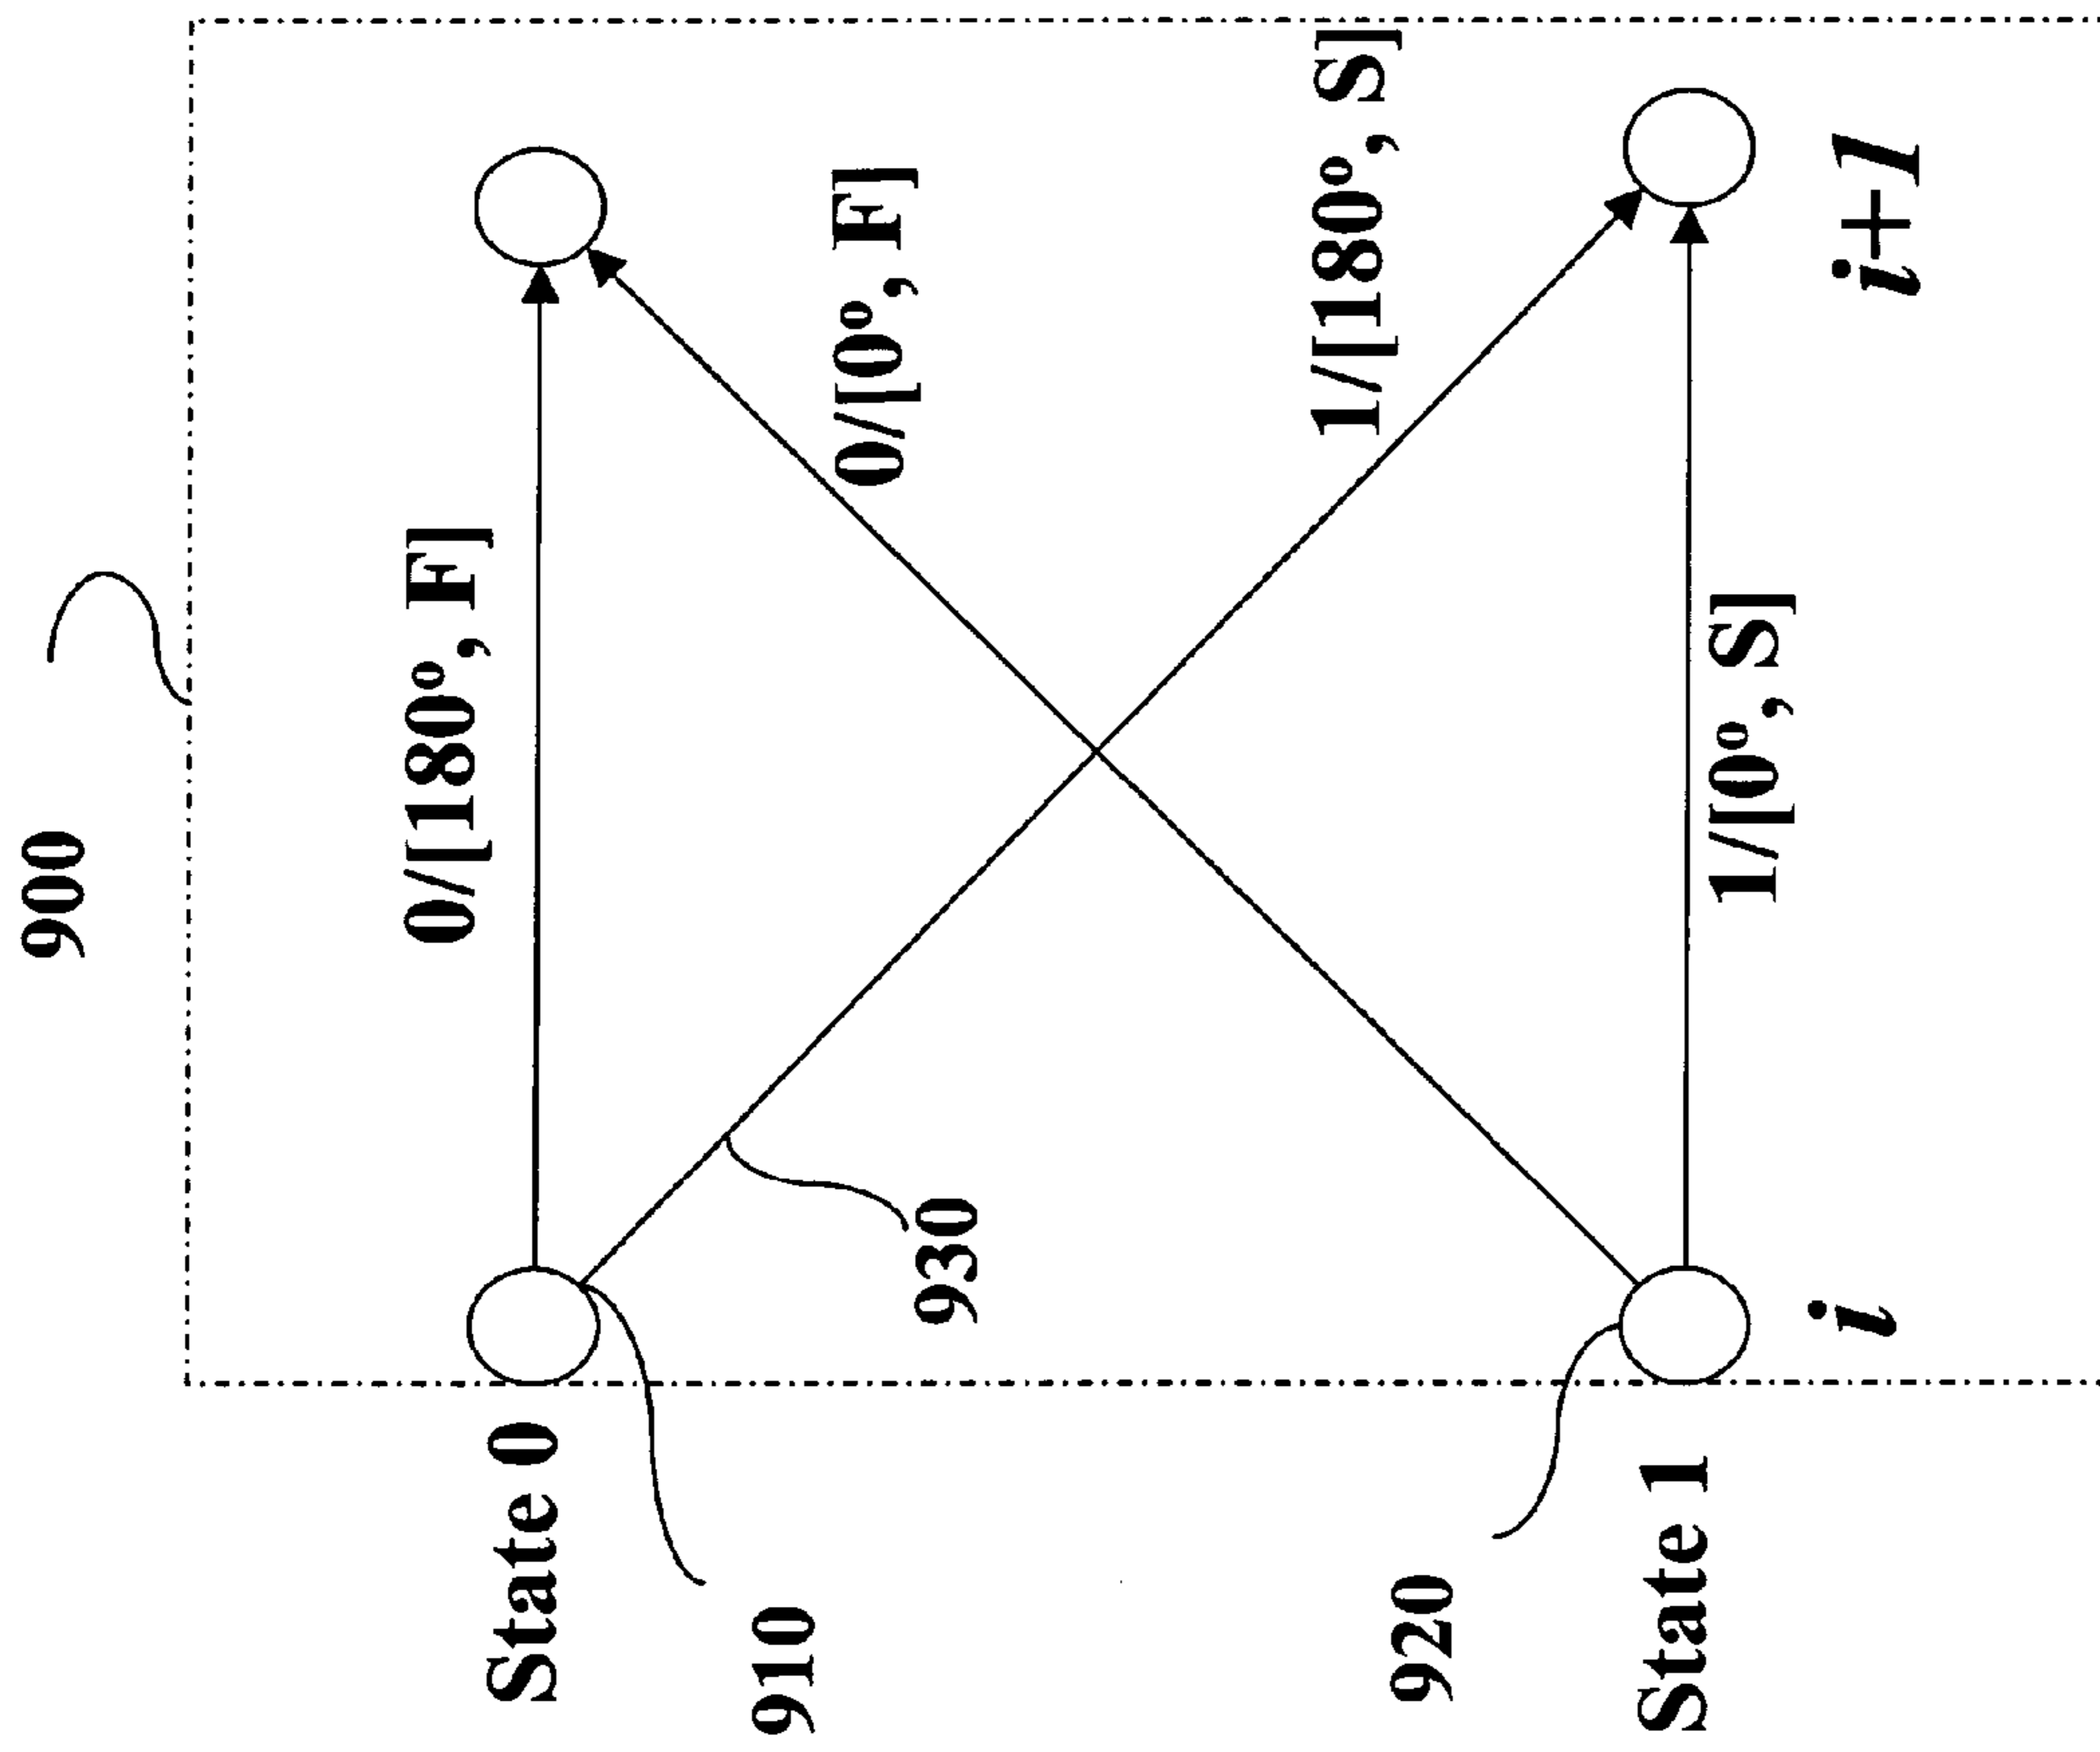 900
0/[180°, F]
State 0
910
0/[0°, F]
930
1/[180°, S]
920
State 1
1/[0°, S]
i
i+1